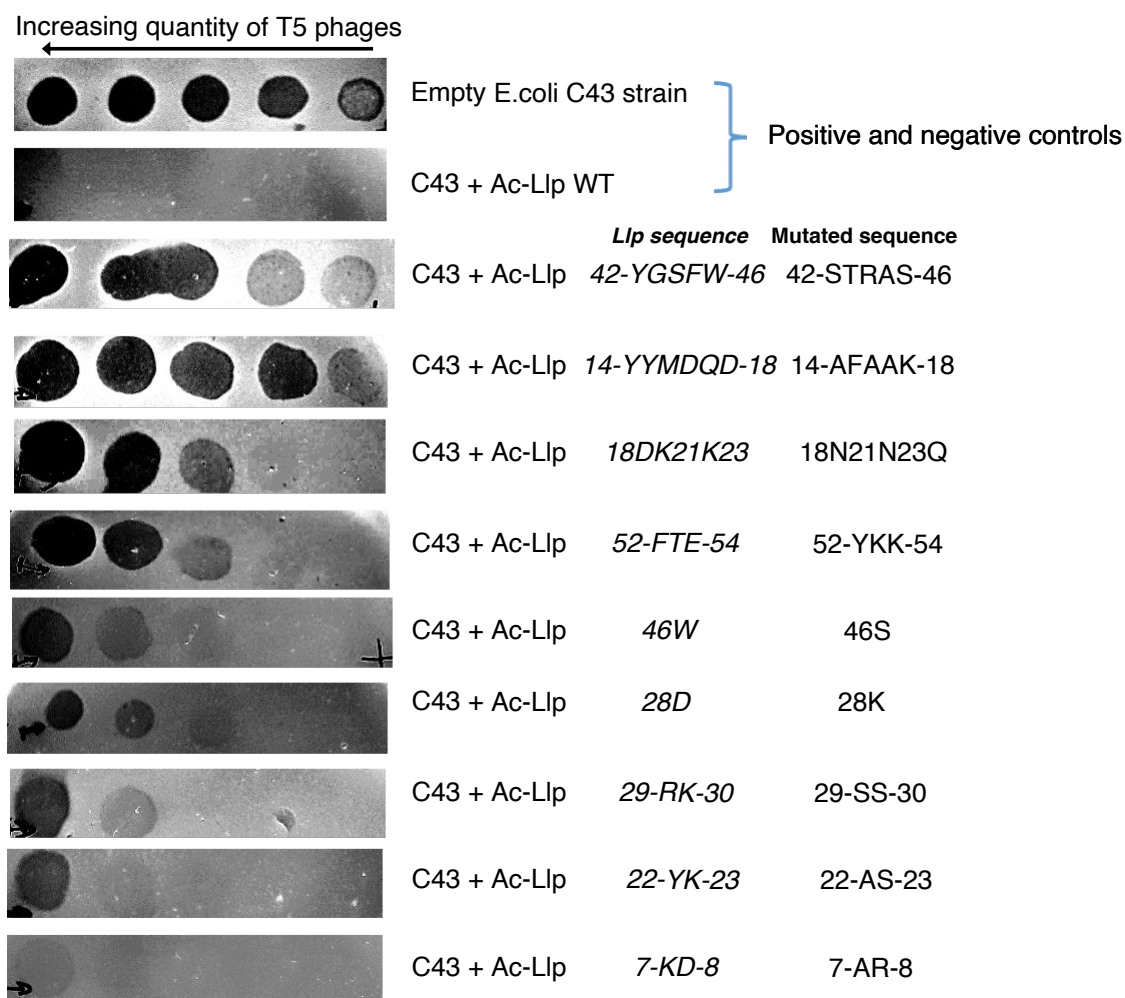 Increasing quantity of T5 phages
Empty E.coli C43 strain
Positive and negative controls
C43 + Ac-Llp WT
Llp sequence Mutated sequence
C43 + Ac-Llp 42-YGSFW-46 42-STRAS-46
C43 + Ac-Llp 14-YYMDQD-18 14-AFAAK-18
C43 + Ac-Llp 18DK21K23 18N21N23Q
C43 + Ac-Llp 52-FTE-54 52-YKK-54
C43 + Ac-Llp 46W 46S
C43 + Ac-Llp 28D 28K
C43 + Ac-Llp 29-RK-30 29-SS-30
C43 + Ac-Llp 22-YK-23 22-AS-23
C43 + Ac-Llp 7-KD-8 7-AR-8